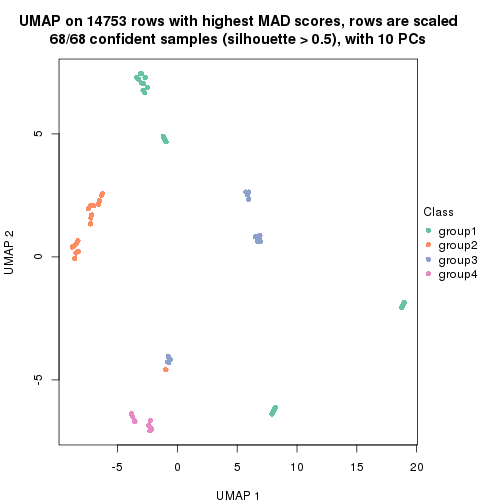 UMAP on 14753 rows with highest MAD scores, rows are scaled
68/68 confident samples (silhouette > 0.5), with 10 PCs
5
0
-5
UMAP 2
-5
0
5
10
15
20
UMAP 1
Class
group1
group2
group3
group4